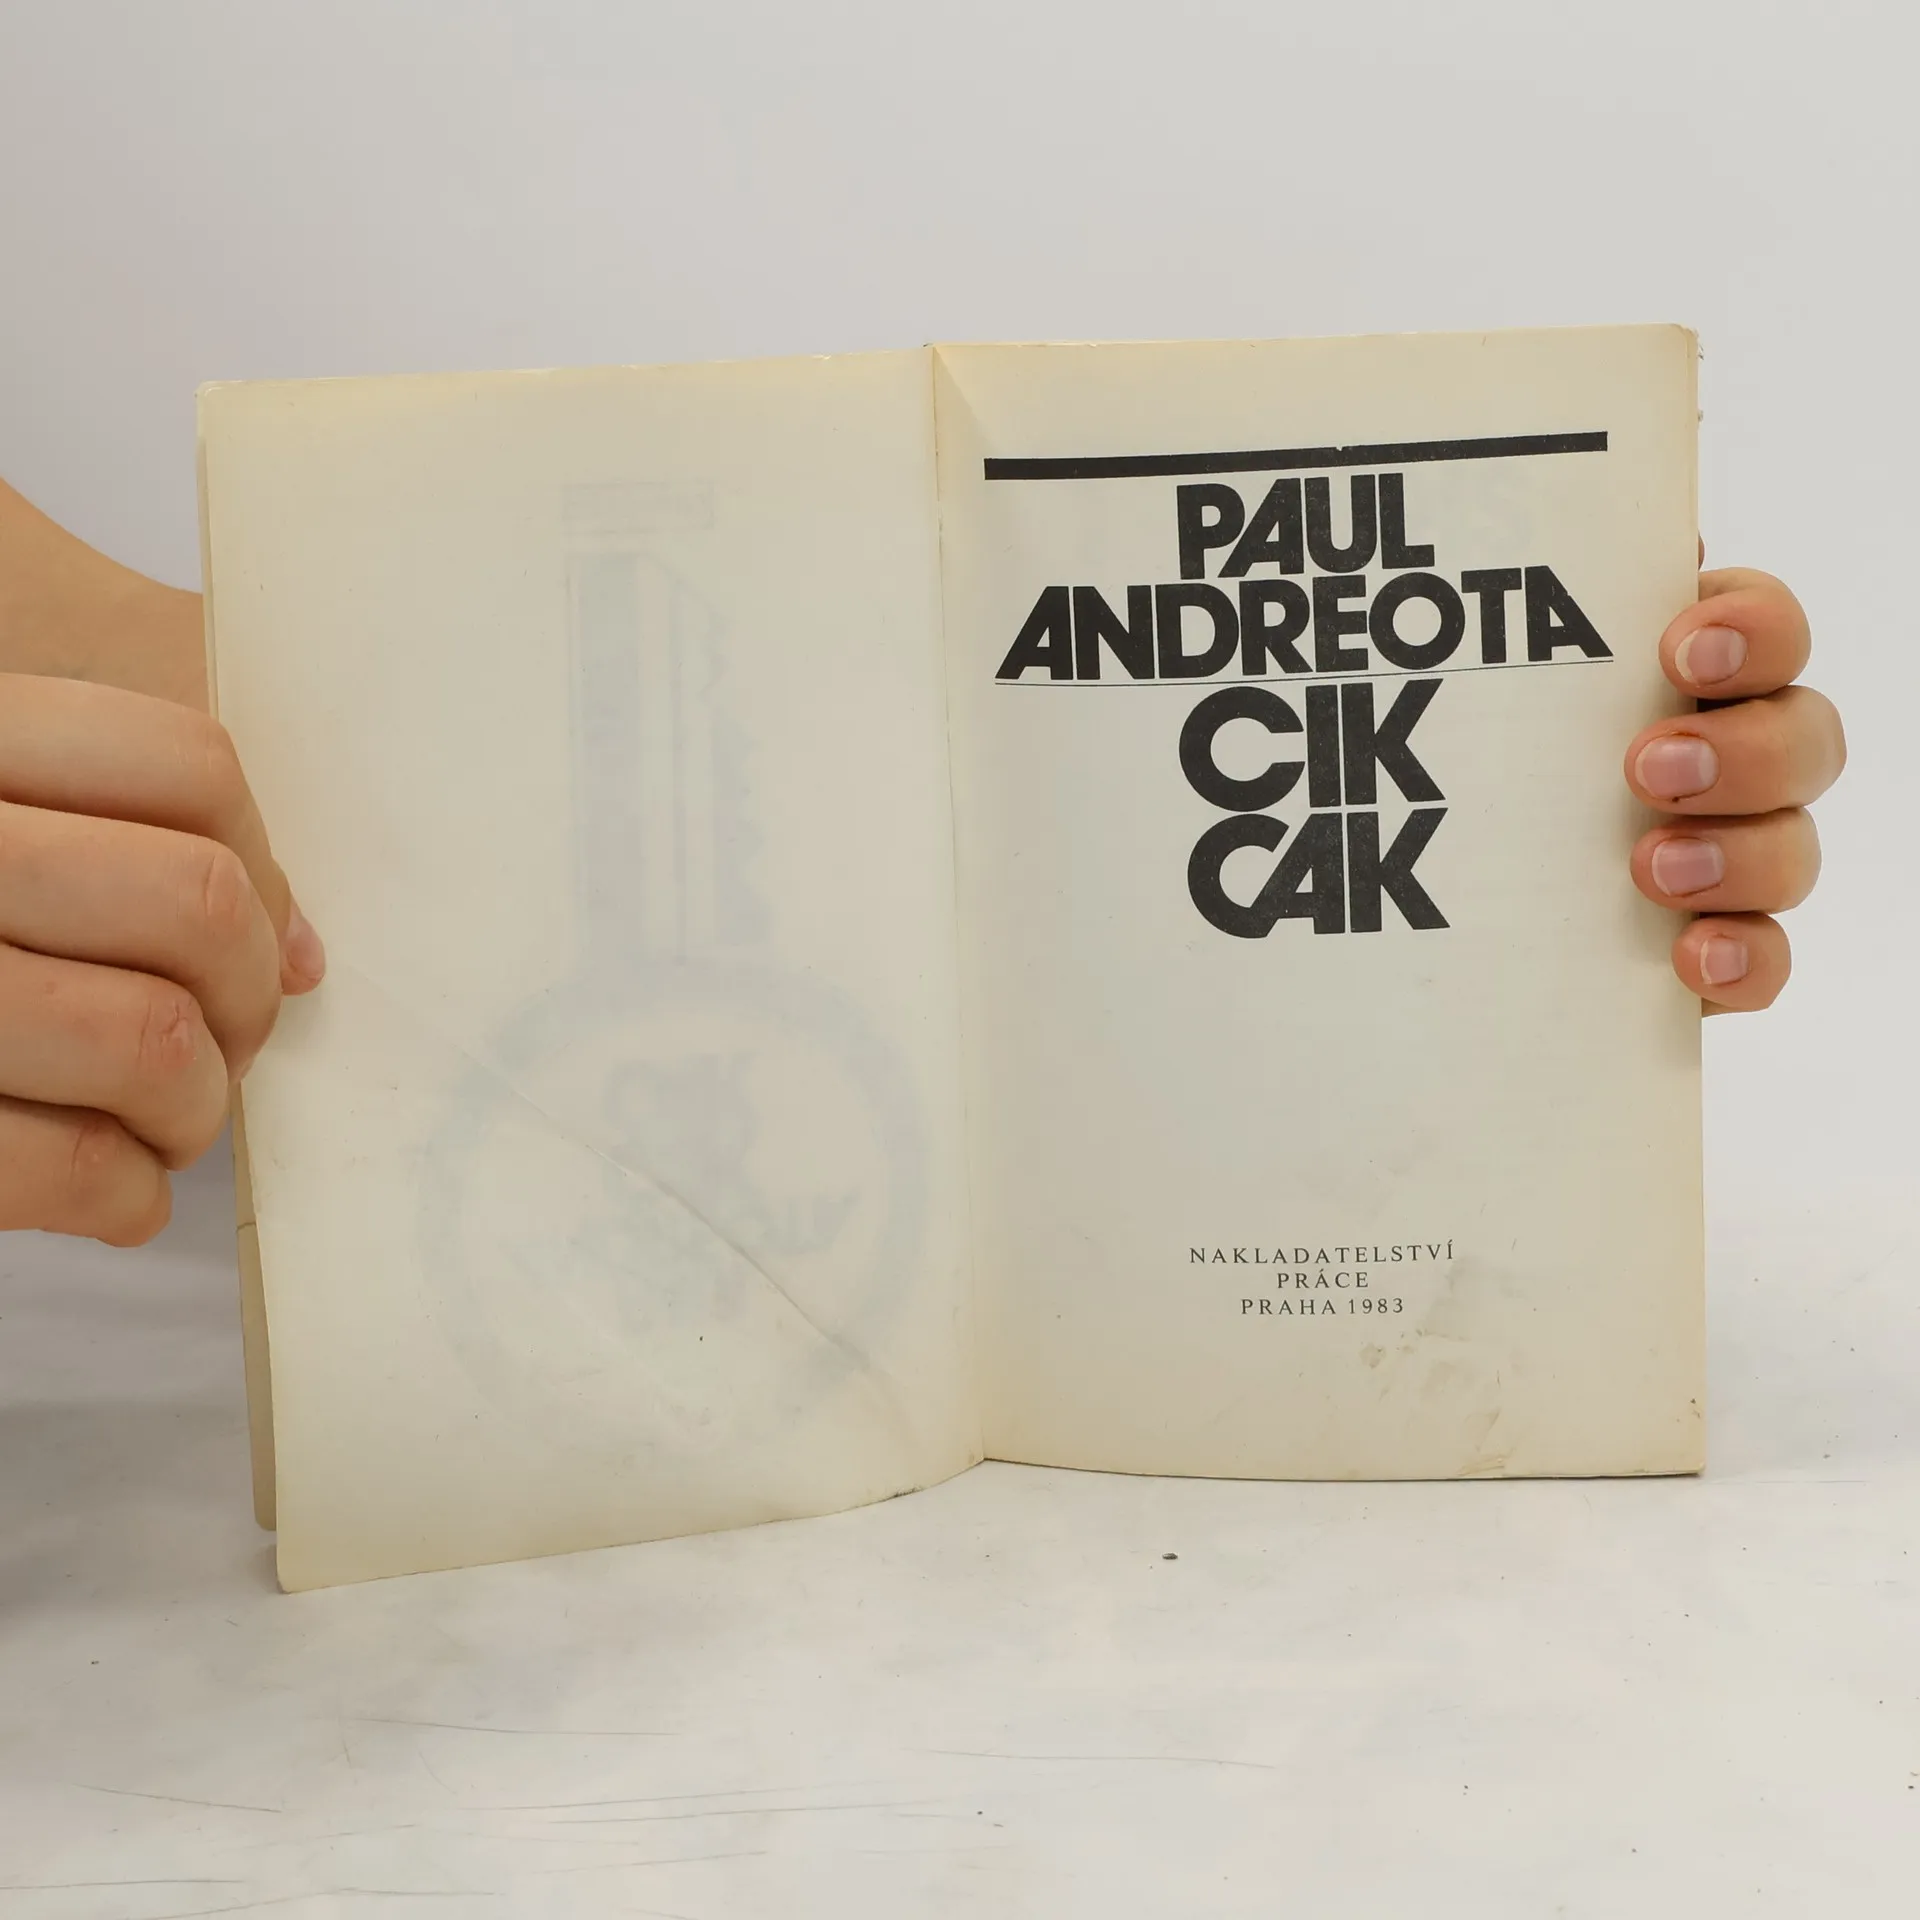 PAUL
ANDREOTA
CIK
CAK
NAKLADATELSTVÍ
PRÁCE
PRAHA 1983